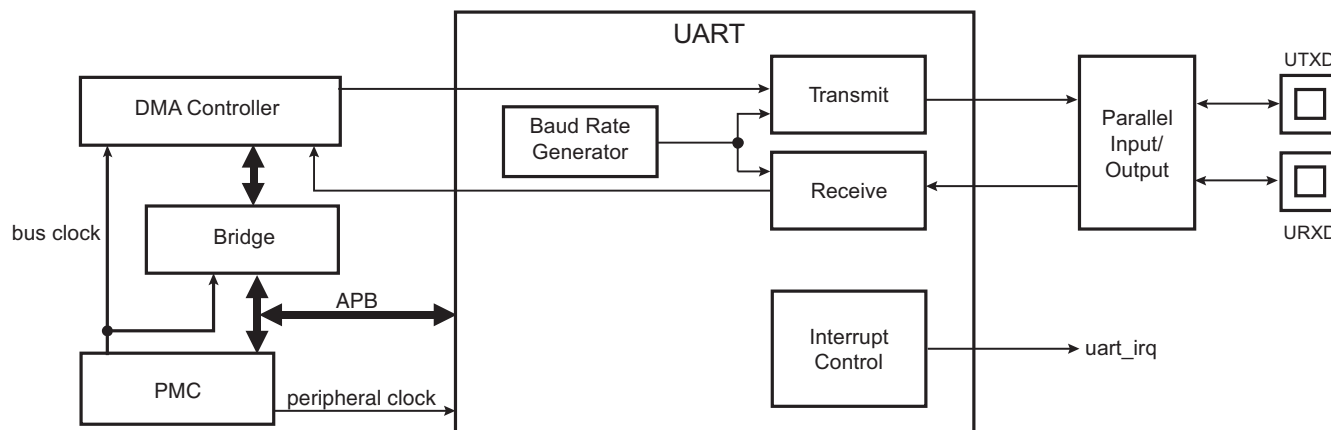 UART
UTXD
DMA Controller
Transmit
Baud Rate
Generator
Parallel
Input/
Output
Receive
bus clock
Bridge
URXD
APB
Interrupt
Control
uart_irq
PMC
peripheral clock